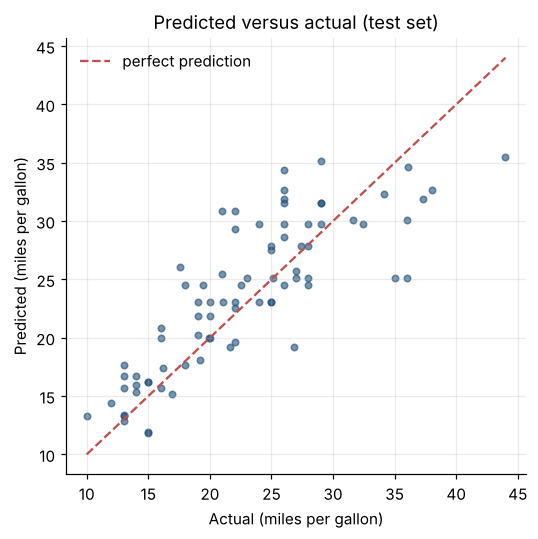 Predicted versus actual (test set)
perfect prediction
45
40
35
30
25
20
15
10
Predicted (miles per gallon)
10 15 20 25 30 35 40 45
Actual (miles per gallon)